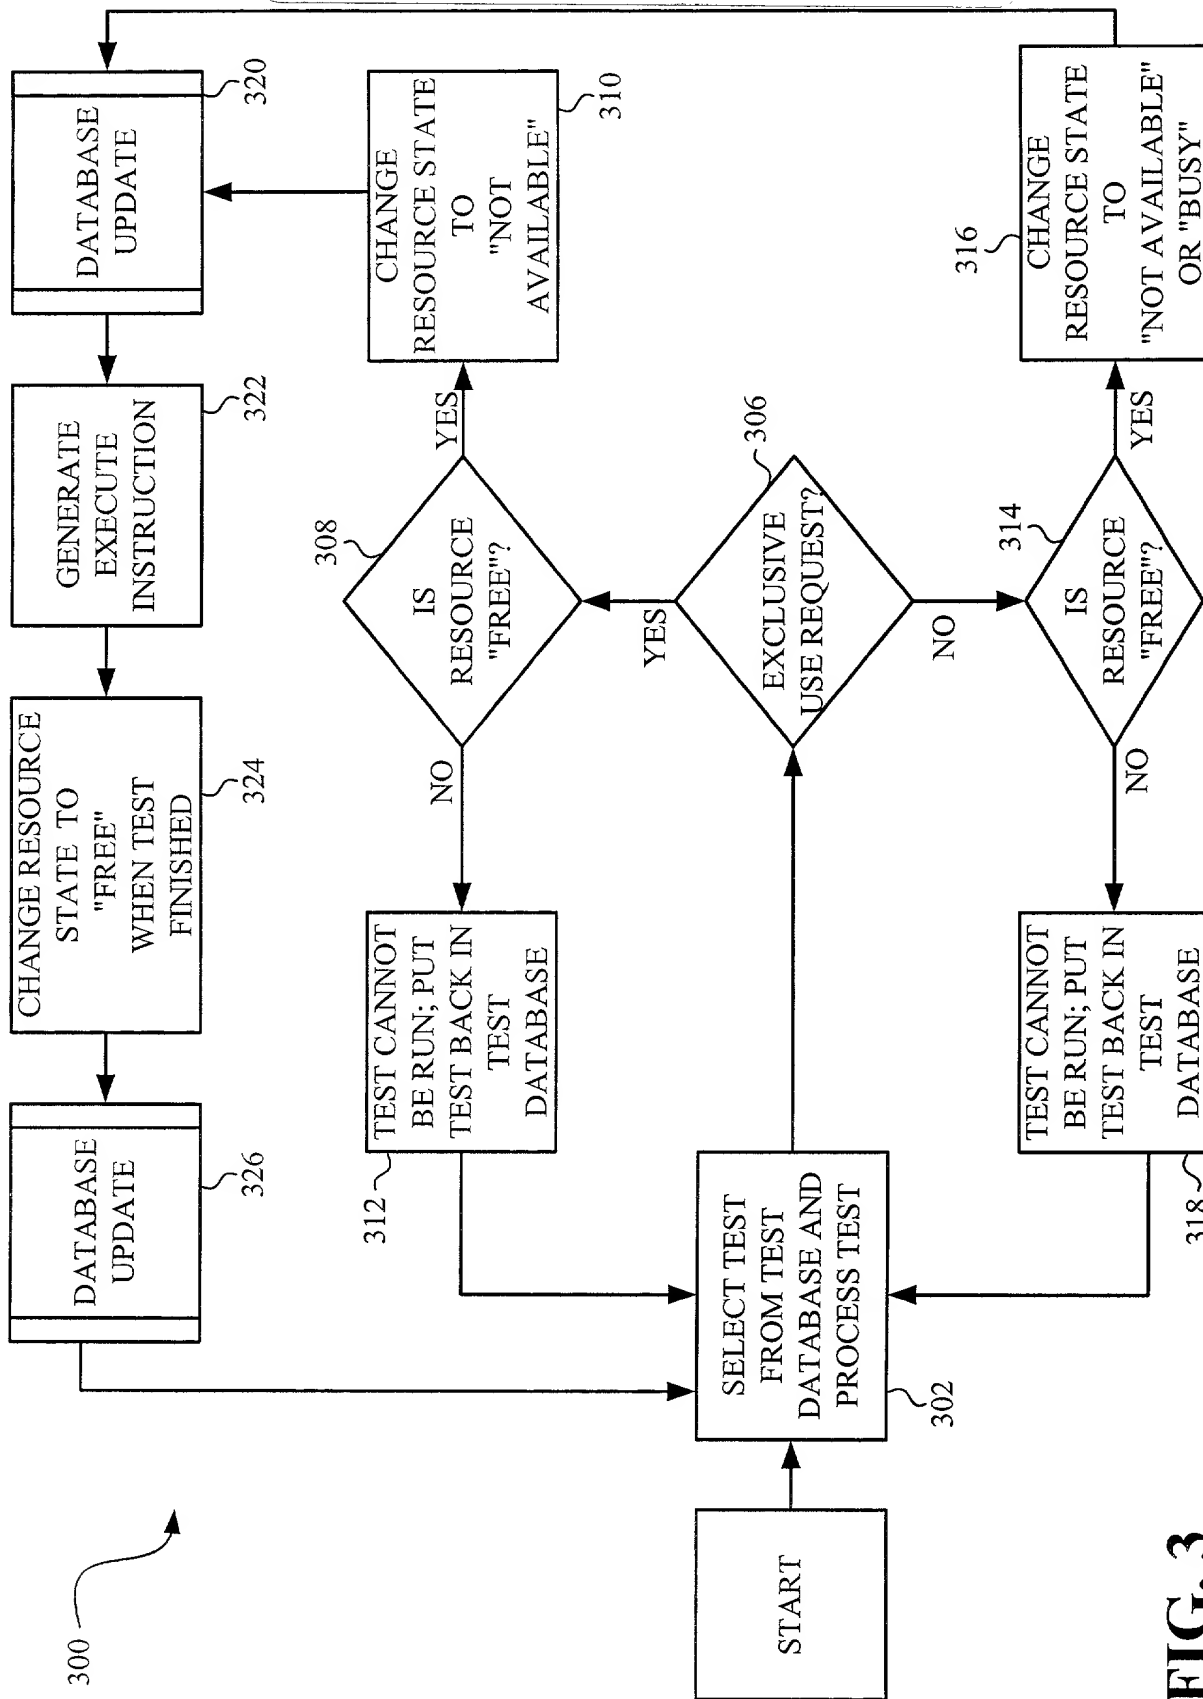 300
START
SELECT TEST
FROM TEST
DATABASE AND
PROCESS TEST
302
EXCLUSIVE
USE REQUEST?
306
YES
NO
IS
RESOURCE
"FREE"?
308
YES
NO
CHANGE
RESOURCE STATE
TO
"NOT
AVAILABLE"
310
TEST CANNOT
BE RUN; PUT
TEST BACK IN
TEST
DATABASE
312
IS
RESOURCE
"FREE"?
314
YES
NO
CHANGE
RESOURCE STATE
TO
"NOT AVAILABLE"
OR "BUSY"
316
TEST CANNOT
BE RUN; PUT
TEST BACK IN
TEST
DATABASE
318
DATABASE
UPDATE
320
GENERATE
EXECUTE
INSTRUCTION
322
CHANGE RESOURCE
STATE TO
"FREE"
WHEN TEST
FINISHED
324
DATABASE
UPDATE
326
FIG. 3